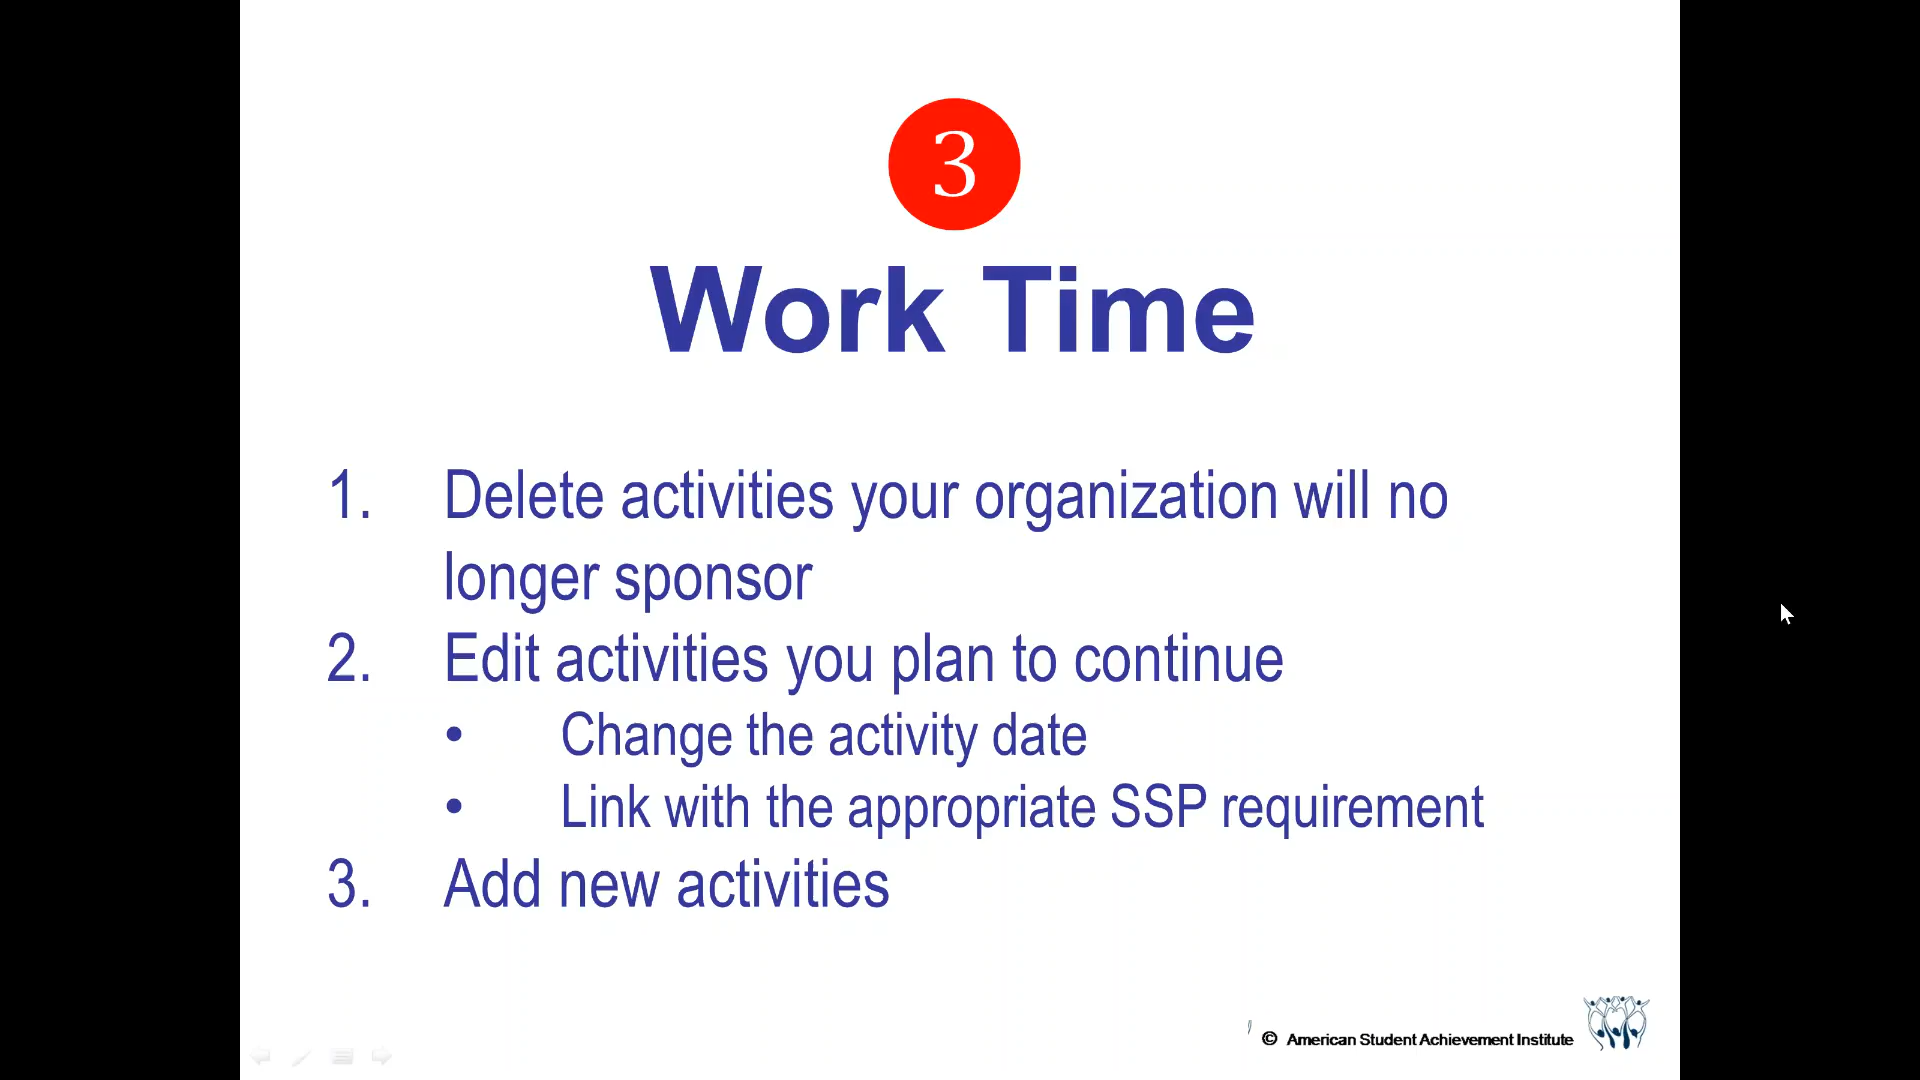 3
Work Time
1. Delete activities your organization will no
longer sponsor
2. Edit activities you plan to continue
• Change the activity date
• Link with the appropriate SSP requirement
3. Add new activities
© American Student Achievement Institute